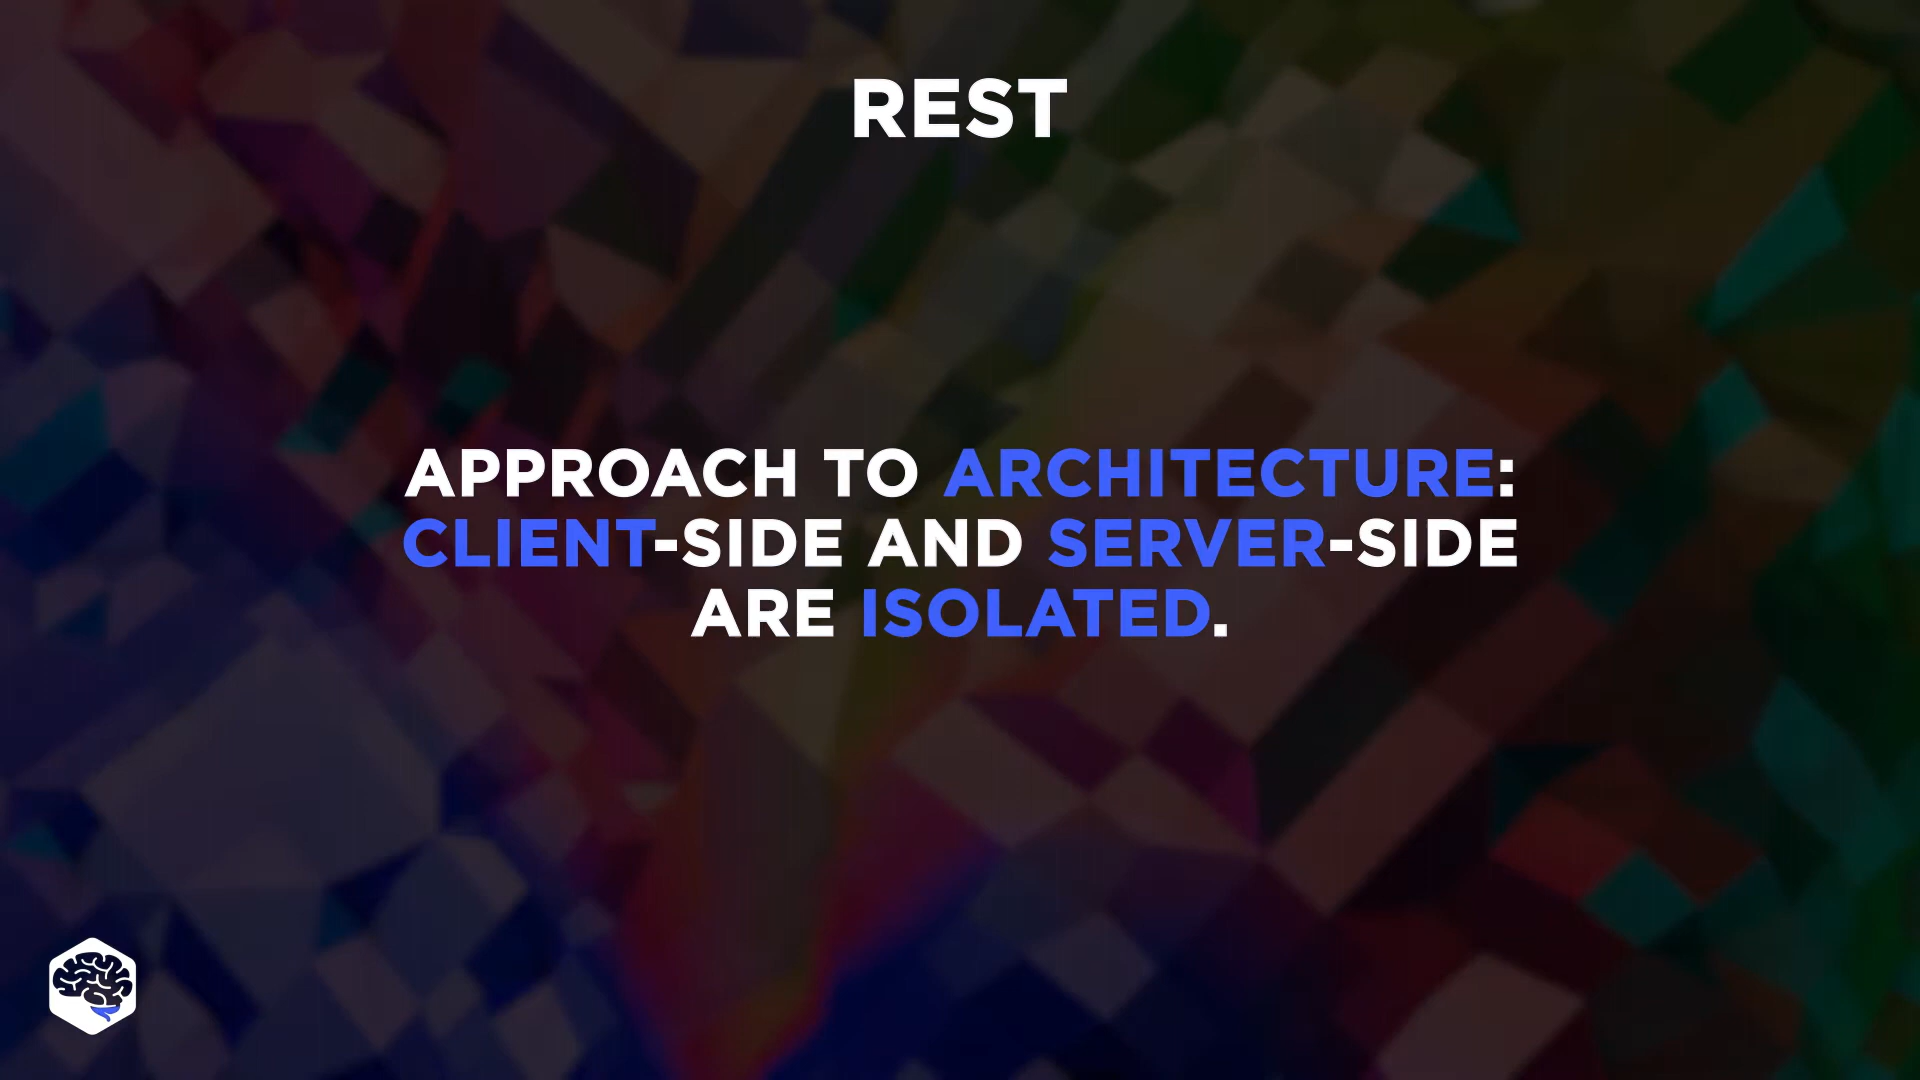 REST
APPROACH TO ARCHITECTURE:
CLIENT-SIDE AND SERVER-SIDE
ARE ISOLATED.